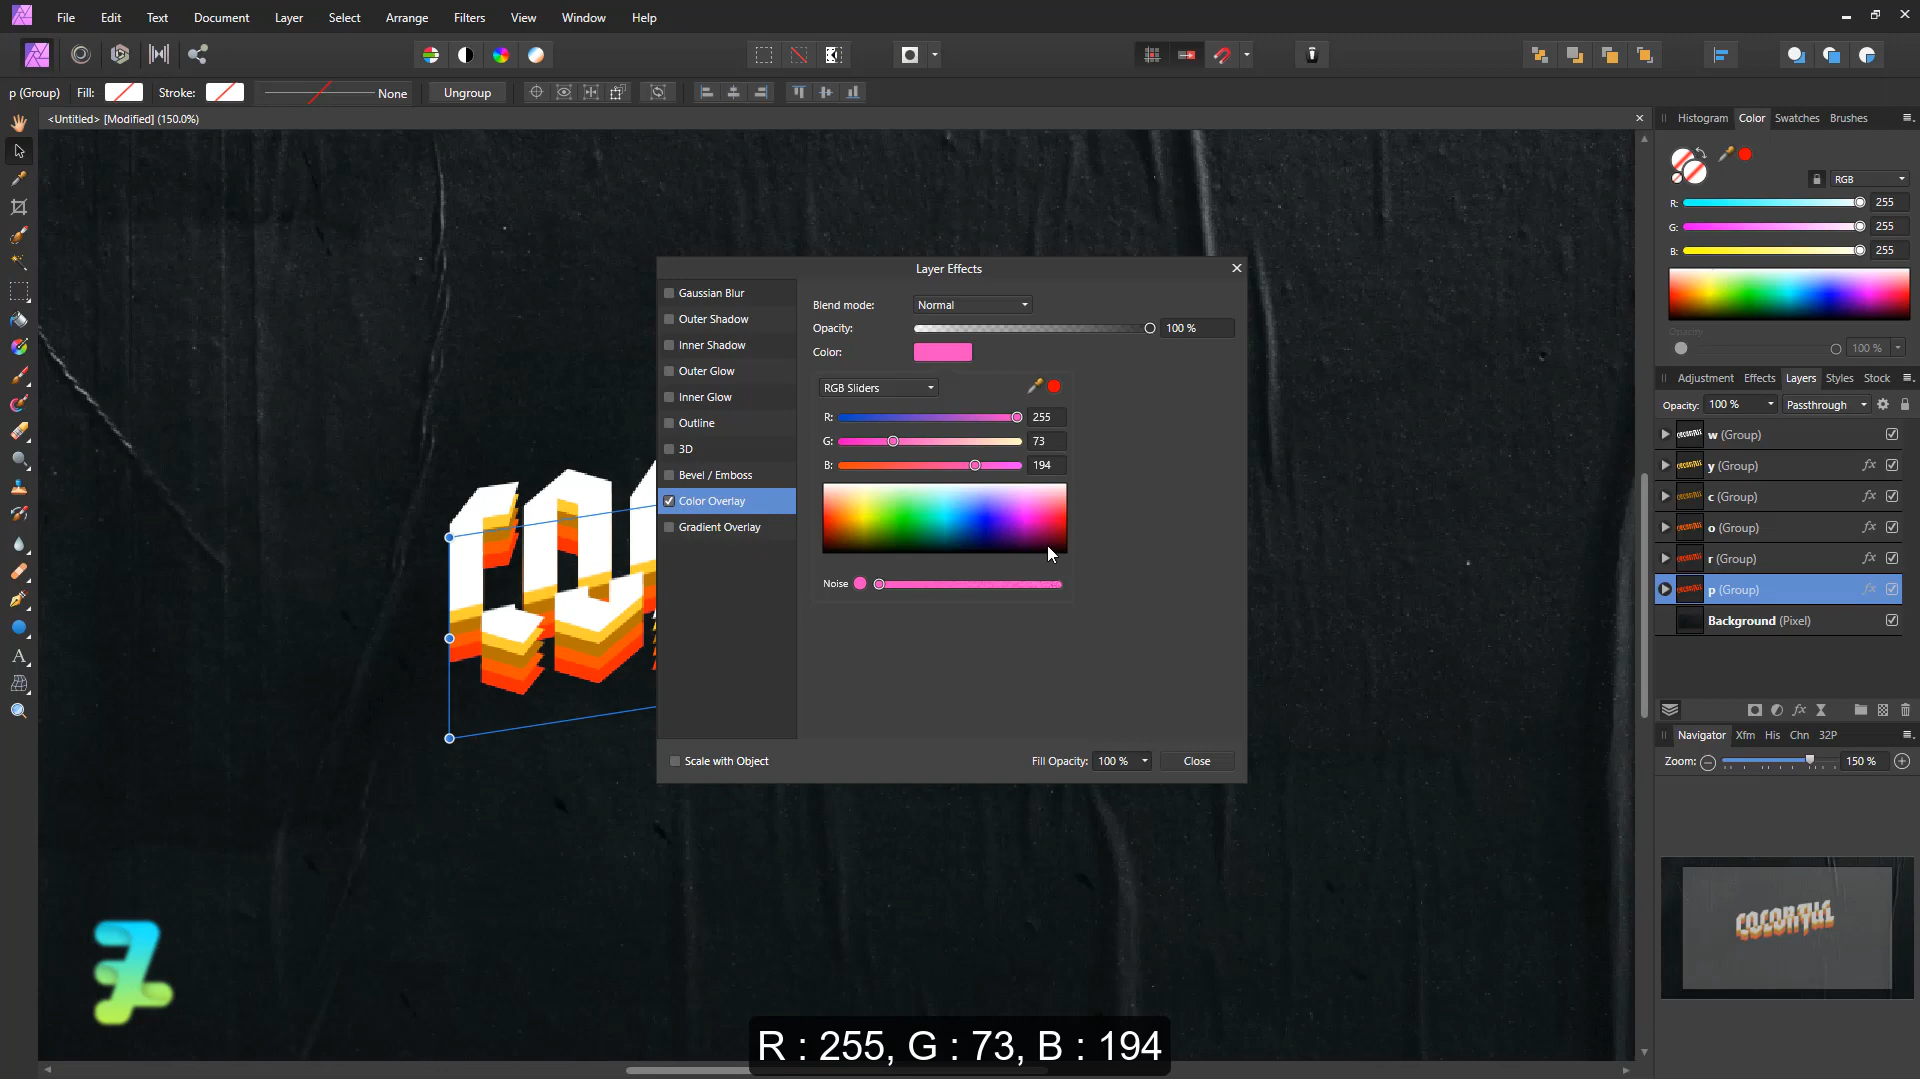 File Edit Text Document Layer Select Arrange Filters View Window Help
p (Group) Fill: Stroke: None Ungroup
<Untitled> [Modified] (150.0%)
Histogram Color Swatches Brushes
RGB
R: 255
G: 255
B: 255
Opacity
100 %
Adjustment Effects Layers Styles Stock
Opacity: 100 % Passthrough
w (Group)
y (Group)
c (Group)
o (Group)
r (Group)
p (Group)
Background (Pixel)
Navigator Xfm His Chn 32P
Zoom: 150 %
COLORFUL
Layer Effects
Gaussian Blur
Outer Shadow
Inner Shadow
Outer Glow
Inner Glow
Outline
3D
Bevel / Emboss
Color Overlay
Gradient Overlay
Blend mode: Normal
Opacity: 100 %
Color:
RGB Sliders
R: 255
G: 73
B: 194
Noise
Scale with Object
Fill Opacity: 100 % Close
R : 255, G : 73, B : 194